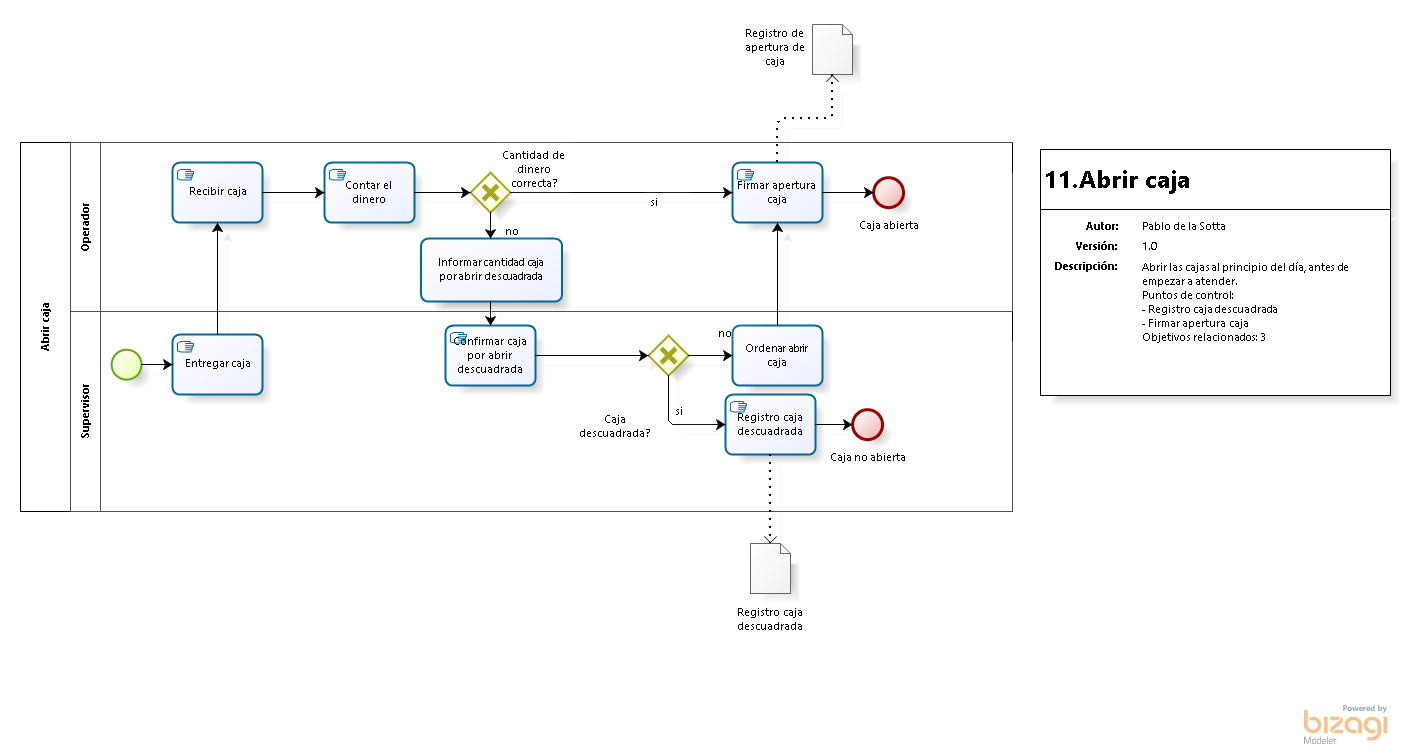 Registro de
apertura de
caja
Abrir caja
Operador
Recibir caja
Contar el
dinero
Cantidad de
dinero
correcta?
si
no
Firmar apertura
caja
Caja abierta
Informar cantidad caja
por abrir descuadrada
Supervisor
Entregar caja
Confirmar caja
por abrir
descuadrada
no
Ordenar abrir
caja
Caja
descuadrada?
si
Registro caja
descuadrada
Caja no abierta
Registro caja
descuadrada
11.Abrir caja
Autor: Pablo de la Sotta
Versión: 1.0
Descripción: Abrir las cajas al principio del día, antes de
empezar a atender.
Puntos de control:
- Registro caja descuadrada
- Firmar apertura caja
Objetivos relacionados: 3
Powered by
bizagi
Modeler